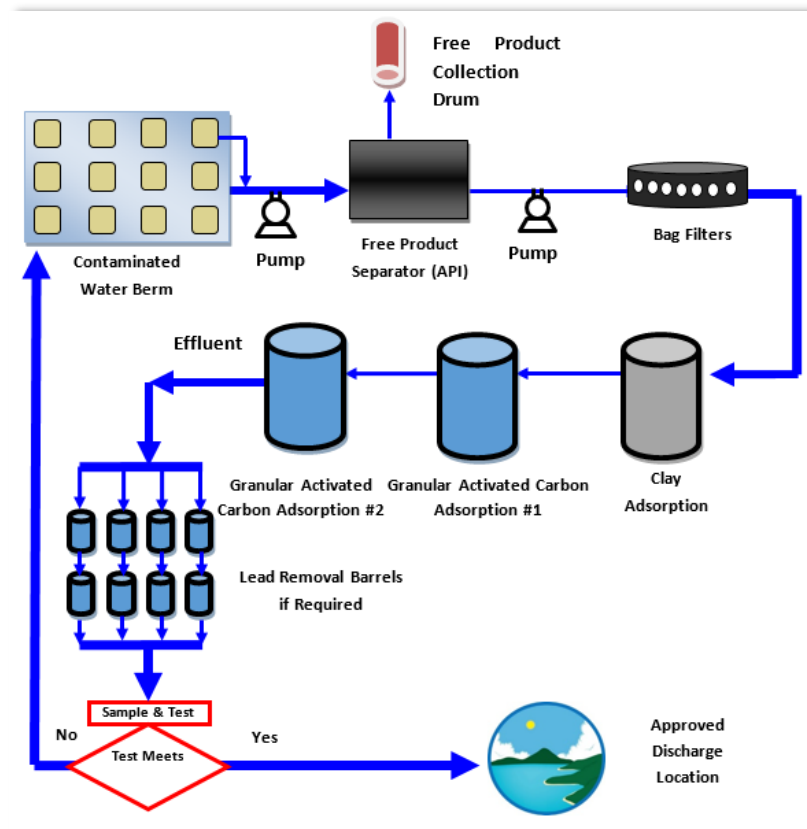 Free Product
Collection
Drum
Contaminated
Water Berm
Pump
Free Product
Separator (API)
Pump
Bag Filters
Effluent
Granular Activated
Carbon Adsorption #2
Granular Activated Carbon
Adsorption #1
Clay
Adsorption
Lead Removal Barrels
if Required
Sample & Test
No
Test Meets
Yes
Approved
Discharge
Location